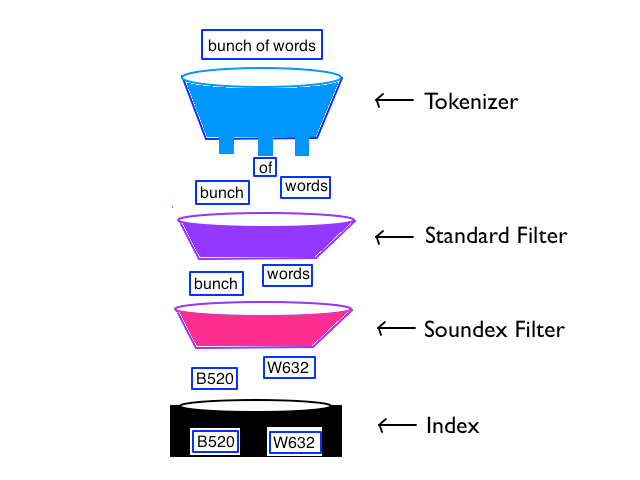 bunch of words
Tokenizer
of
bunch
words
Standard Filter
bunch
words
Soundex Filter
B520
W632
Index
B520
W632